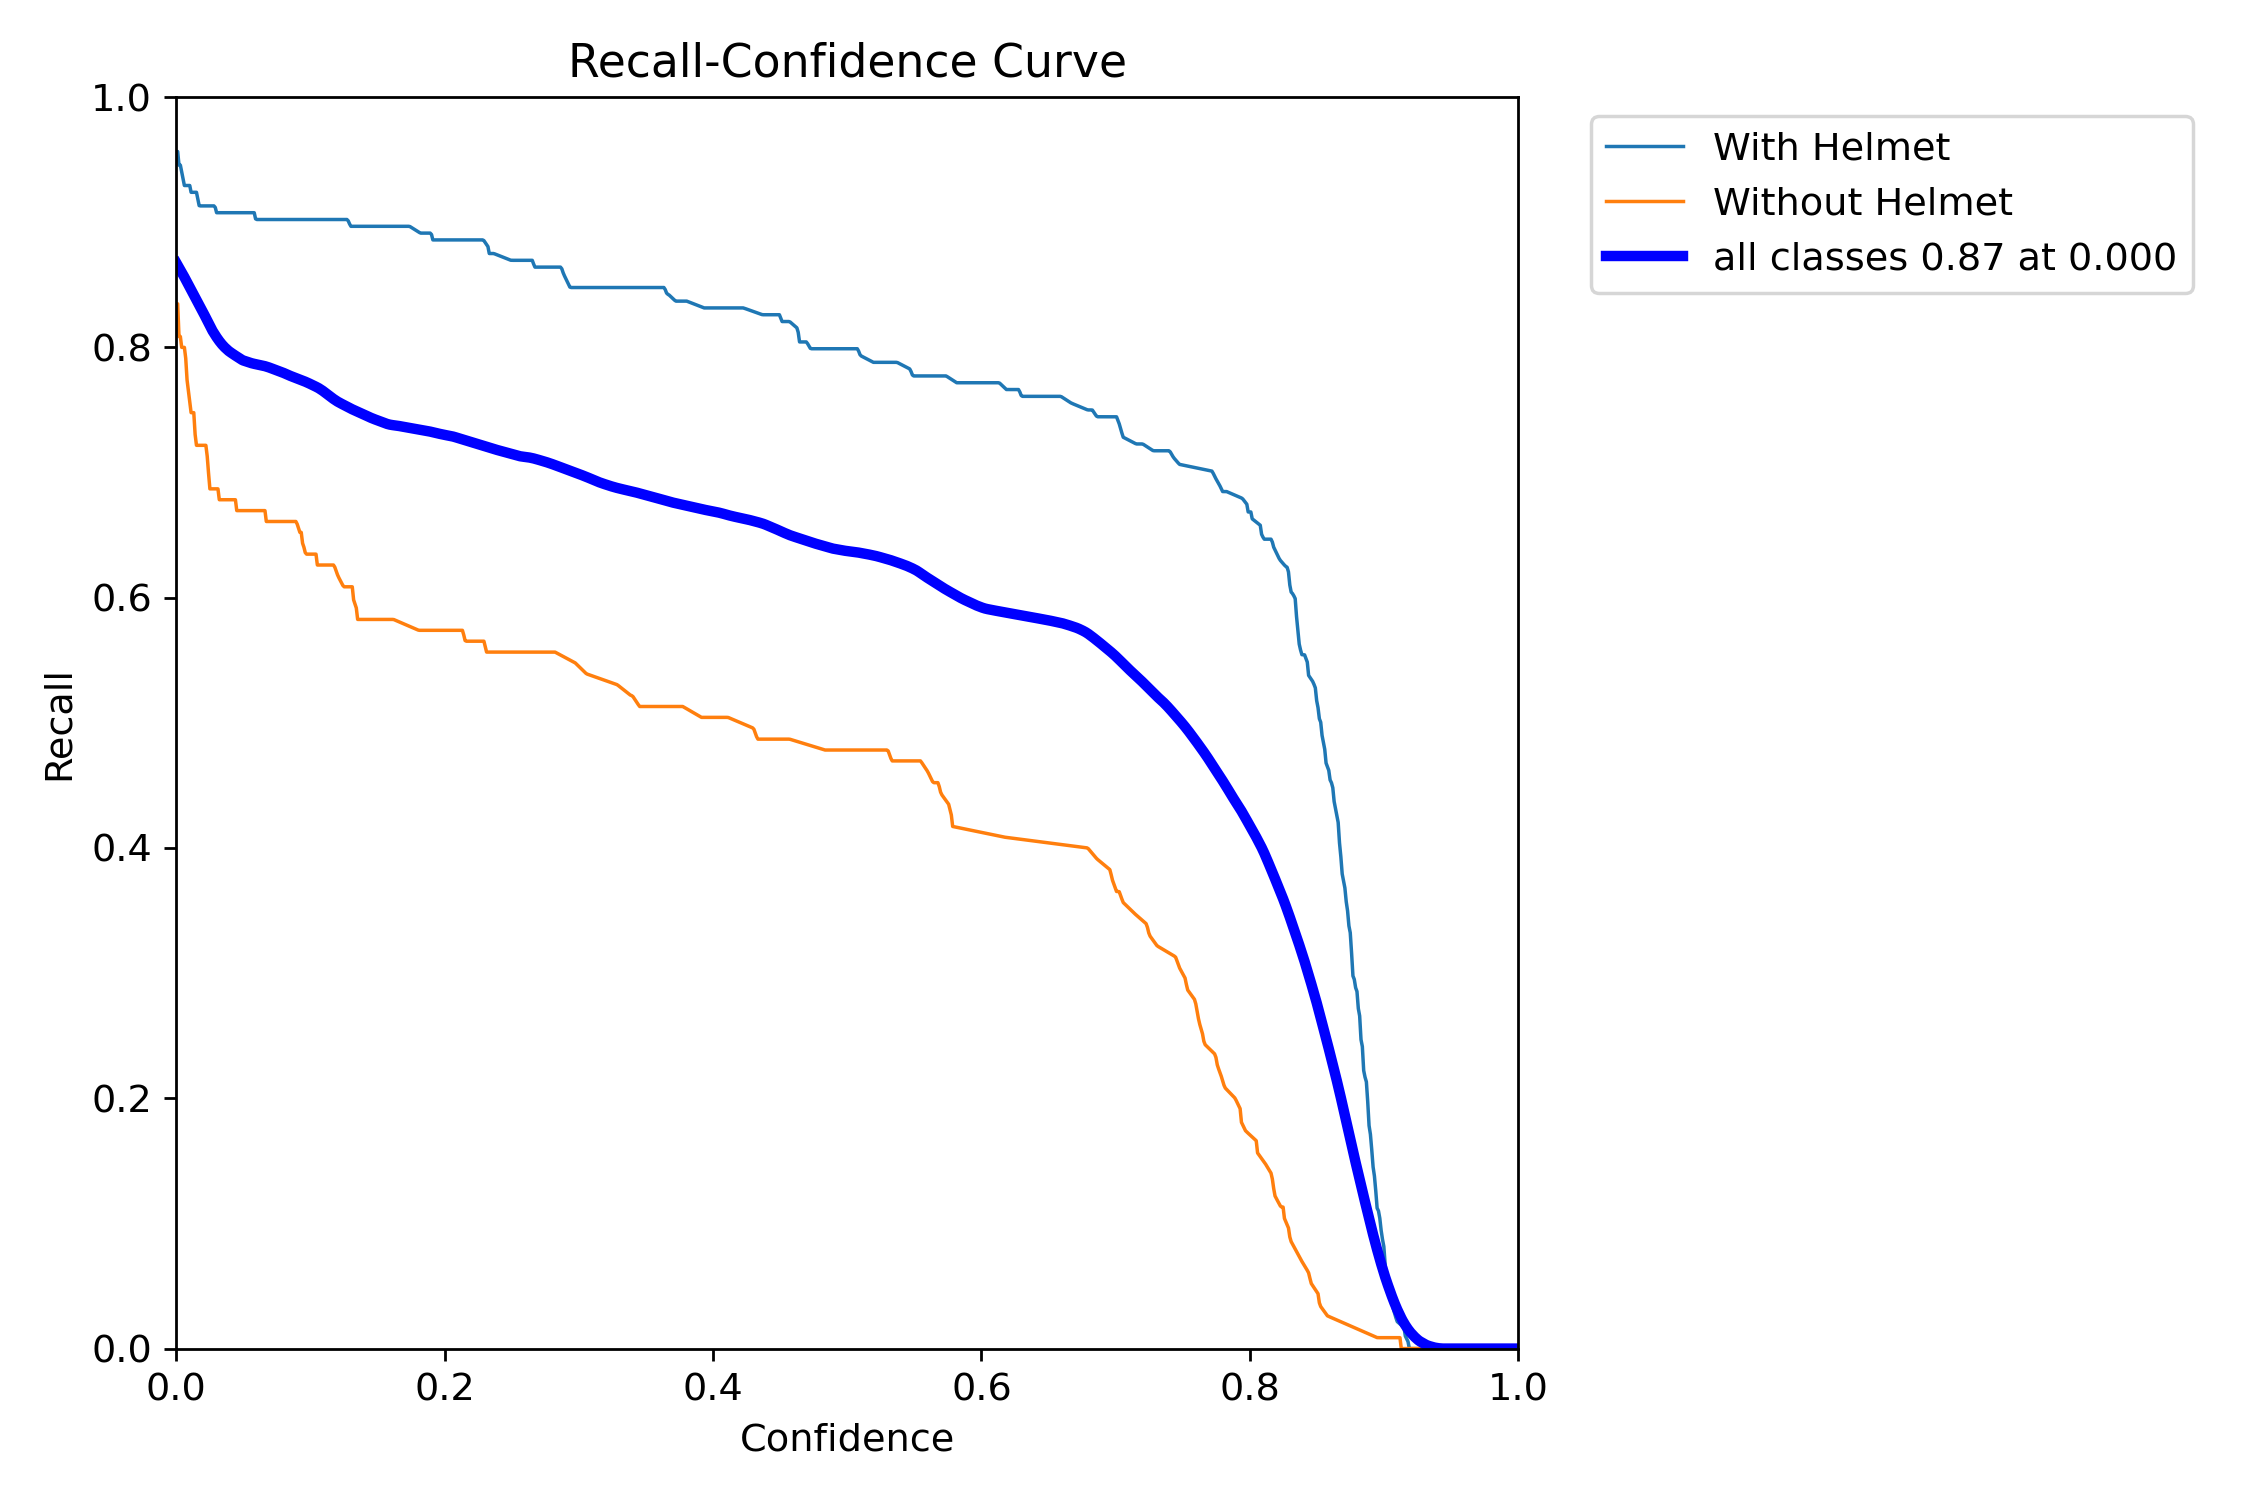 Recall-Confidence Curve
1.0
0.8
0.6
0.4
0.2
0.0
Recall
0.0 0.2 0.4 0.6 0.8 1.0
Confidence
With Helmet
Without Helmet
all classes 0.87 at 0.000